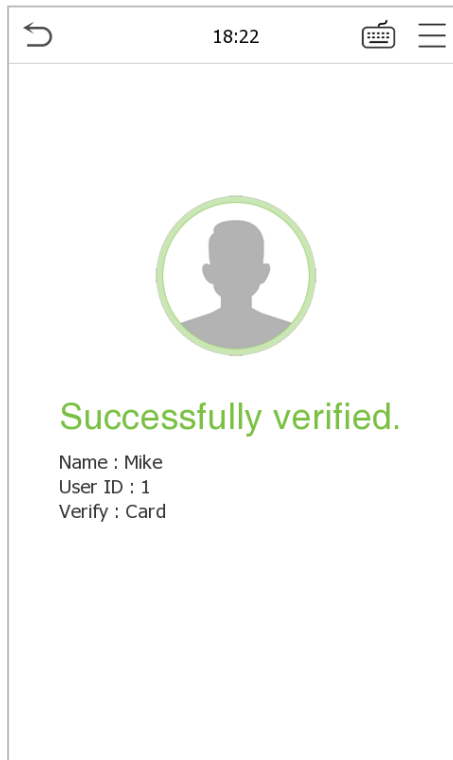 18:22
Successfully verified.
Name : Mike
User ID : 1
Verify : Card